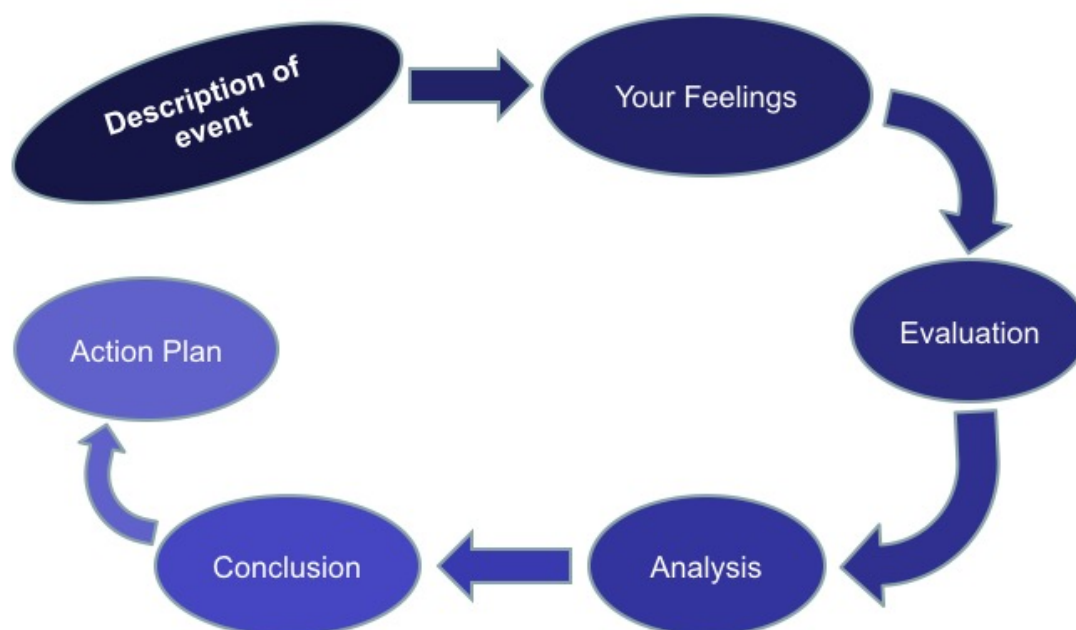 Description of
event
Your Feelings
Evaluation
Analysis
Conclusion
Action Plan